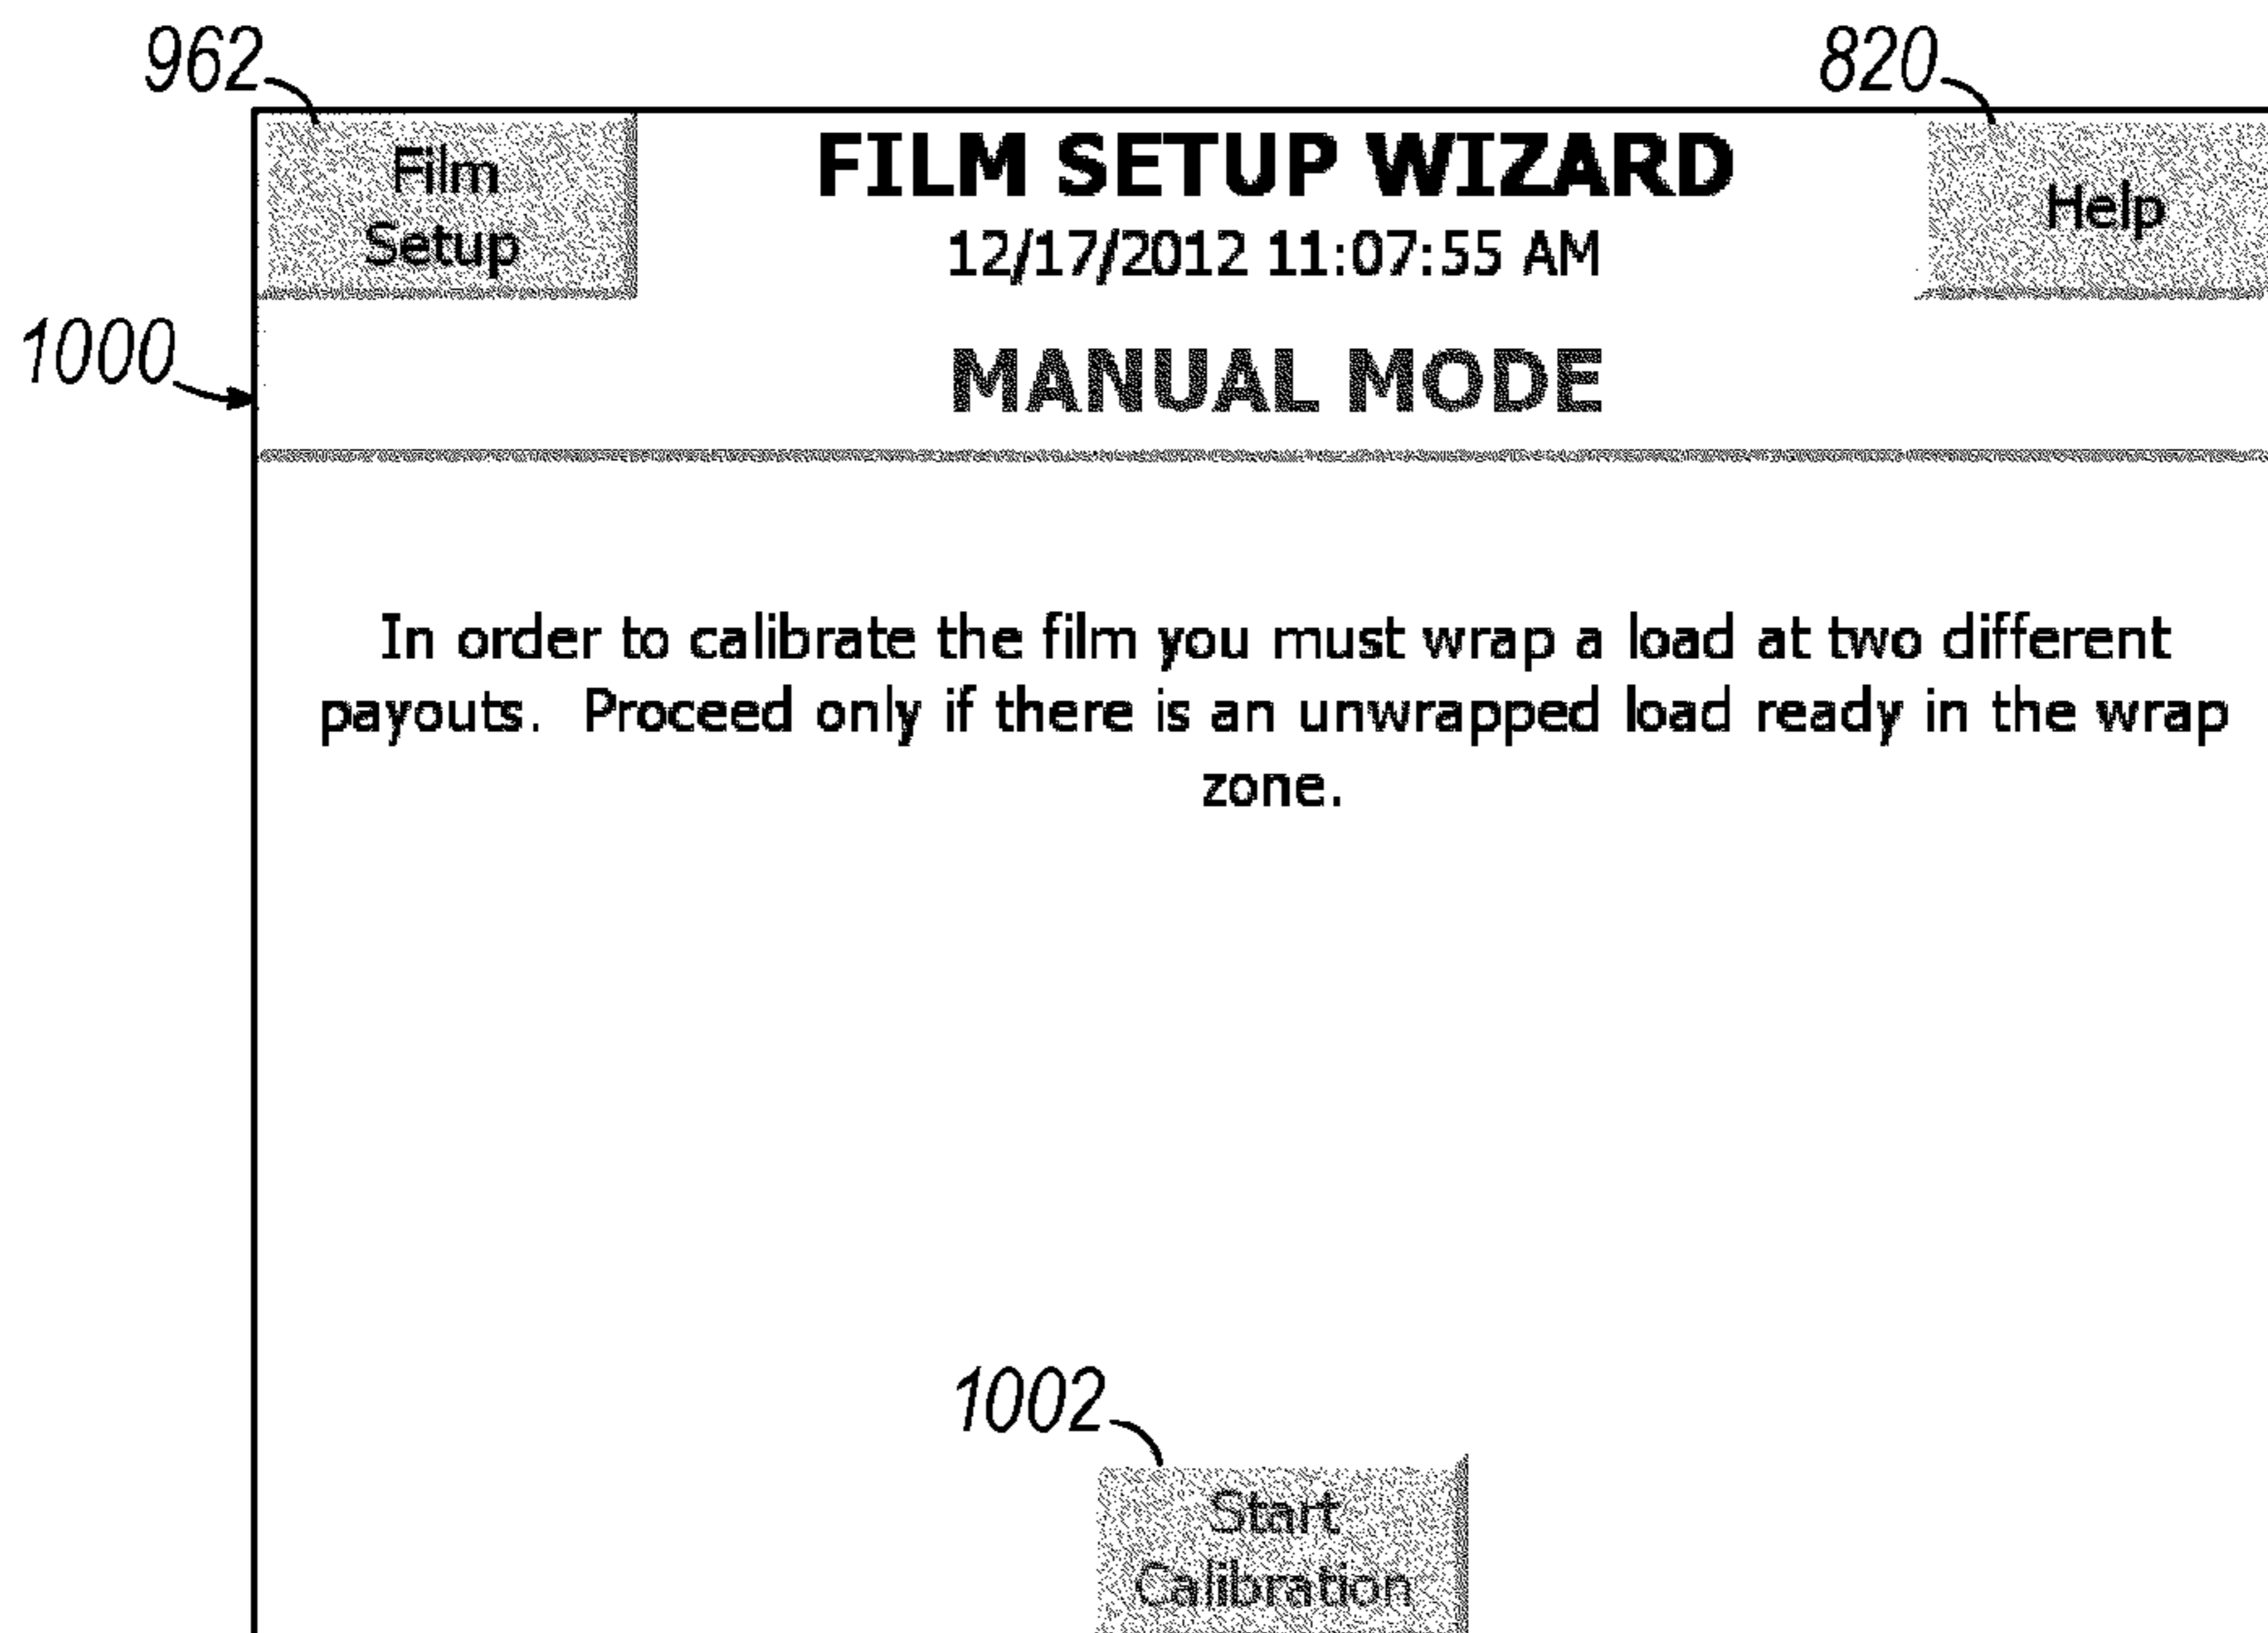 962
820
Film
Setup
FILM SETUP WIZARD
Help
12/17/2012 11:07:55 AM
1000
MANUAL MODE
In order to calibrate the film you must wrap a load at two different
payouts.  Proceed only if there is an unwrapped load ready in the wrap
zone.
1002
Start
Calibration